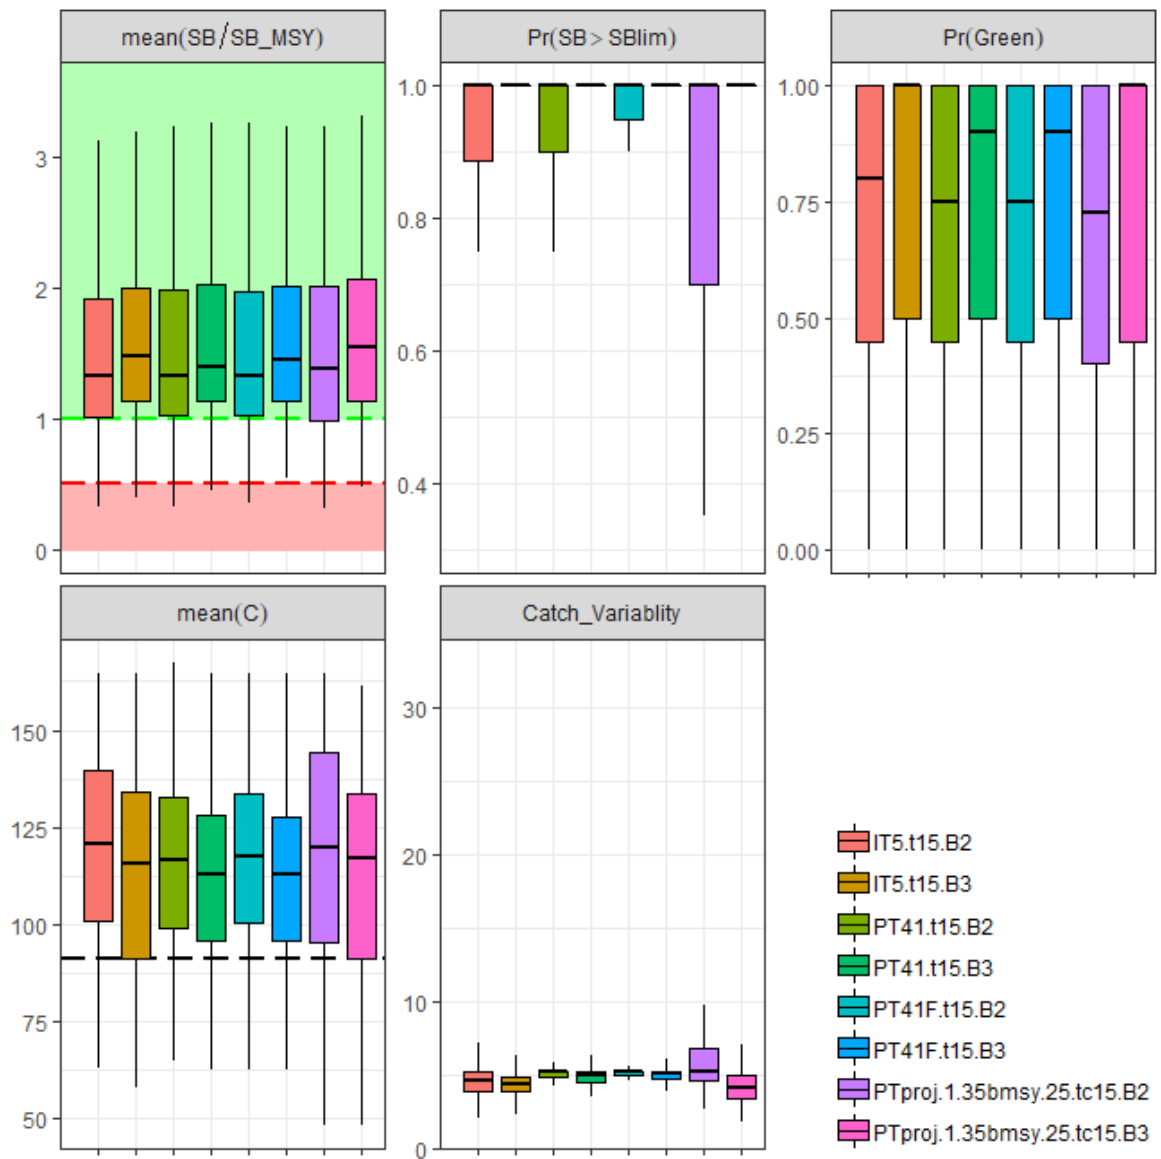 mean(SB/SB_MSY)
Pr(SB > SBlim)
Pr(Green)
3
2
1
0
1.0
0.8
0.6
0.4
1.00
0.75
0.50
0.25
0.00
mean(C)
Catch_Variablity
150
125
100
75
50
30
20
10
0
IT5.t15.B2
IT5.t15.B3
PT41.t15.B2
PT41.t15.B3
PT41F.t15.B2
PT41F.t15.B3
PTproj.1.35bmsy.25.tc15.B2
PTproj.1.35bmsy.25.tc15.B3